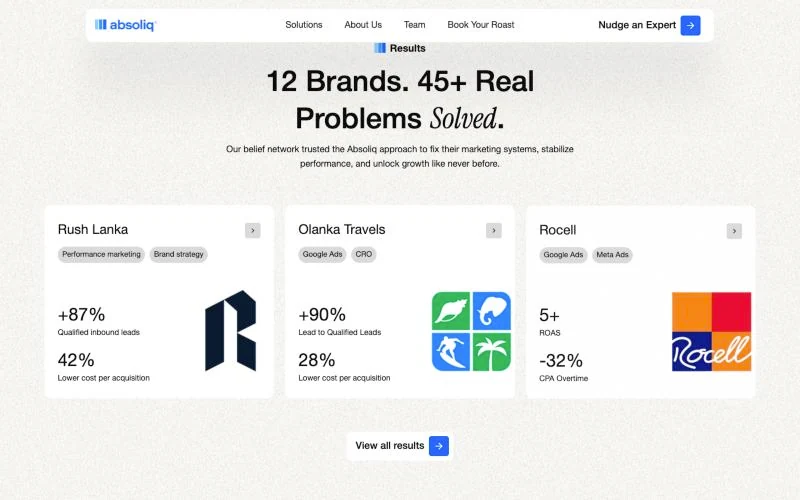 absoliq
Solutions
About Us
Team
Book Your Roast
Nudge an Expert
Results
12 Brands. 45+ Real
Problems Solved.
Our belief network trusted the Absoliq approach to fix their marketing systems, stabilize
performance, and unlock growth like never before.
Rush Lanka
Performance marketing
Brand strategy
+87%
Qualified inbound leads
42%
Lower cost per acquisition
Olanka Travels
Google Ads
CRO
+90%
Lead to Qualified Leads
28%
Lower cost per acquisition
Rocell
Google Ads
Meta Ads
5+
ROAS
-32%
CPA Overtime
Rocell
View all results